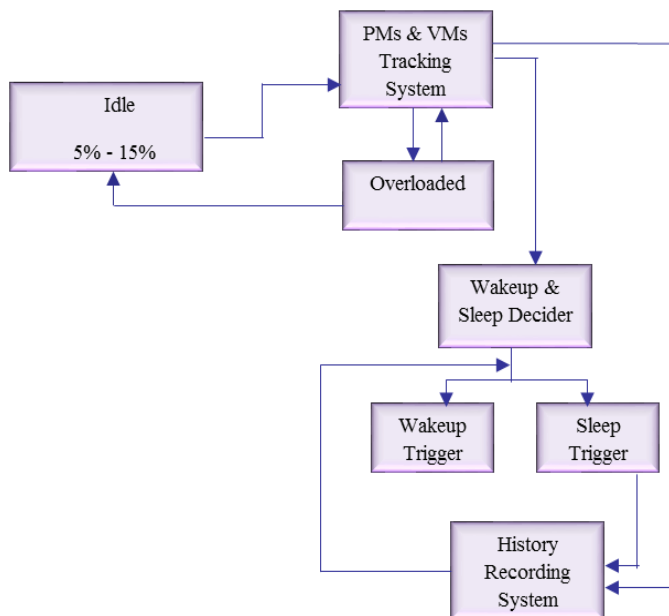 PMs & VMs
Tracking
System
Idle
5% - 15%
Overloaded
Wakeup &
Sleep Decider
Wakeup
Trigger
Sleep
Trigger
History
Recording
System